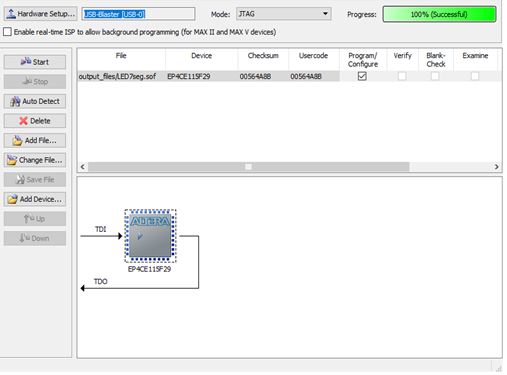 Hardware Setup... USB-Blaster [USB-0] Mode: JTAG Progress: 100% (Successful)
Enable real-time ISP to allow background programming (for MAX II and MAX V devices)
Start
Stop
Auto Detect
Delete
Add File...
Change File...
Save File
Add Device...
Up
Down
File Device Checksum Usercode Program/ Verify Blank- Examine
Configure Check
output_files/LED7seg.sof EP4CE115F29 00564A8B 00564A8B
ALTERA
TDI
EP4CE115F29
TDO